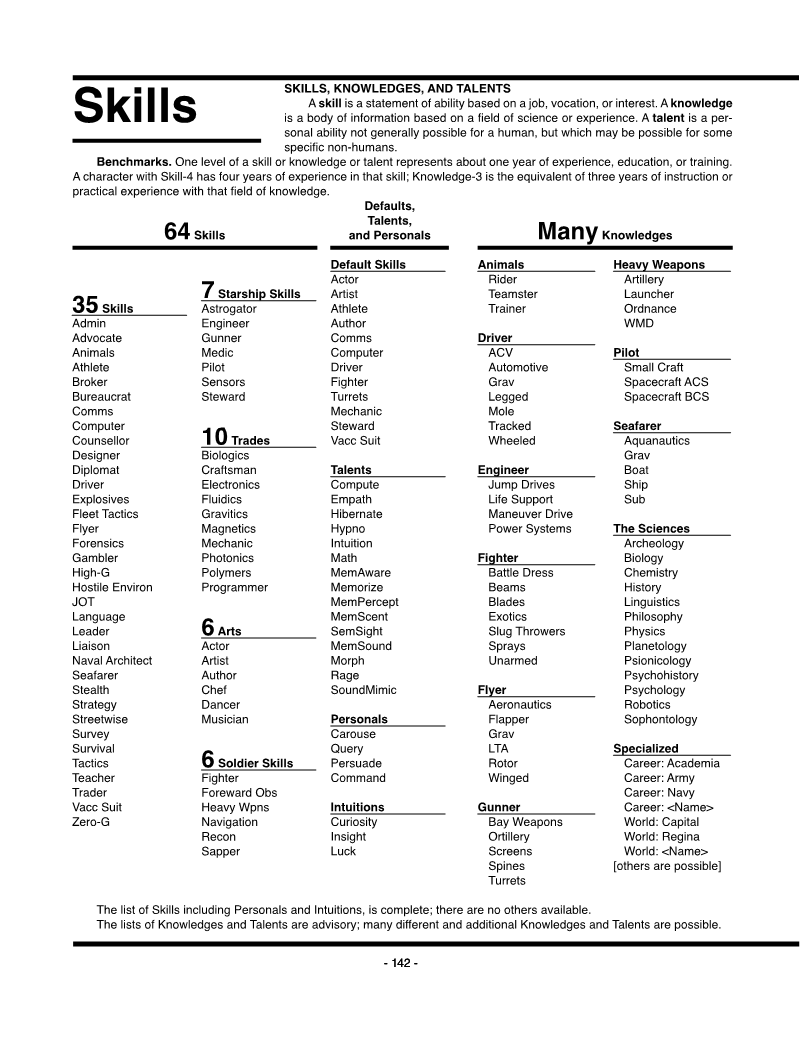 Skills
SKILLS, KNOWLEDGES, AND TALENTS
A skill is a statement of ability based on a job, vocation, or interest. A knowledge
is a body of information based on a field of science or experience. A talent is a per-
sonal ability not generally possible for a human, but which may be possible for some
specific non-humans.
Benchmarks. One level of a skill or knowledge or talent represents about one year of experience, education, or training.
A character with Skill-4 has four years of experience in that skill; Knowledge-3 is the equivalent of three years of instruction or
practical experience with that field of knowledge.
64 Skills
35 Skills
Admin
Advocate
Animals
Athlete
Broker
Bureaucrat
Comms
Computer
Counsellor
Designer
Diplomat
Driver
Explosives
Fleet Tactics
Flyer
Forensics
Gambler
High-G
Hostile Environ
JOT
Language
Leader
Liaison
Naval Architect
Seafarer
Stealth
Strategy
Streetwise
Survey
Survival
Tactics
Teacher
Trader
Vacc Suit
Zero-G
7 Starship Skills
Astrogator
Engineer
Gunner
Medic
Pilot
Sensors
Steward
10 Trades
Biologics
Craftsman
Electronics
Fluidics
Gravitics
Magnetics
Mechanic
Photonics
Polymers
Programmer
6 Arts
Actor
Artist
Author
Chef
Dancer
Musician
6 Soldier Skills
Fighter
Foreward Obs
Heavy Wpns
Navigation
Recon
Sapper
Defaults,
Talents,
and Personals
Default Skills
Actor
Artist
Athlete
Author
Comms
Computer
Driver
Fighter
Turrets
Mechanic
Steward
Vacc Suit
Talents
Compute
Empath
Hibernate
Hypno
Intuition
Math
MemAware
Memorize
MemPercept
MemScent
SemSight
MemSound
Morph
Rage
SoundMimic
Personals
Carouse
Query
Persuade
Command
Intuitions
Curiosity
Insight
Luck
Many Knowledges
Animals
Rider
Teamster
Trainer
Driver
ACV
Automotive
Grav
Legged
Mole
Tracked
Wheeled
Engineer
Jump Drives
Life Support
Maneuver Drive
Power Systems
Fighter
Battle Dress
Beams
Blades
Exotics
Slug Throwers
Sprays
Unarmed
Flyer
Aeronautics
Flapper
Grav
LTA
Rotor
Winged
Gunner
Bay Weapons
Ortillery
Screens
Spines
Turrets
Heavy Weapons
Artillery
Launcher
Ordnance
WMD
Pilot
Small Craft
Spacecraft ACS
Spacecraft BCS
Seafarer
Aquanautics
Grav
Boat
Ship
Sub
The Sciences
Archeology
Biology
Chemistry
History
Linguistics
Philosophy
Physics
Planetology
Psionicology
Psychohistory
Psychology
Robotics
Sophontology
Specialized
Career: Academia
Career: Army
Career: Navy
Career: <Name>
World: Capital
World: Regina
World: <Name>
[others are possible]
The list of Skills including Personals and Intuitions, is complete; there are no others available.
The lists of Knowledges and Talents are advisory; many different and additional Knowledges and Talents are possible.
- 142 -